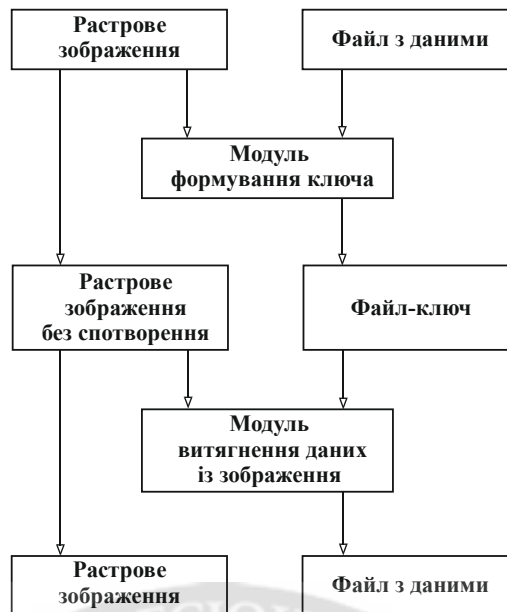 Растрове
зображення
Файл з даними
Модуль
формування ключа
Растрове
зображення
без спотворення
Файл-ключ
Модуль
витягнення даних
із зображення
Растрове
зображення
Файл з даними